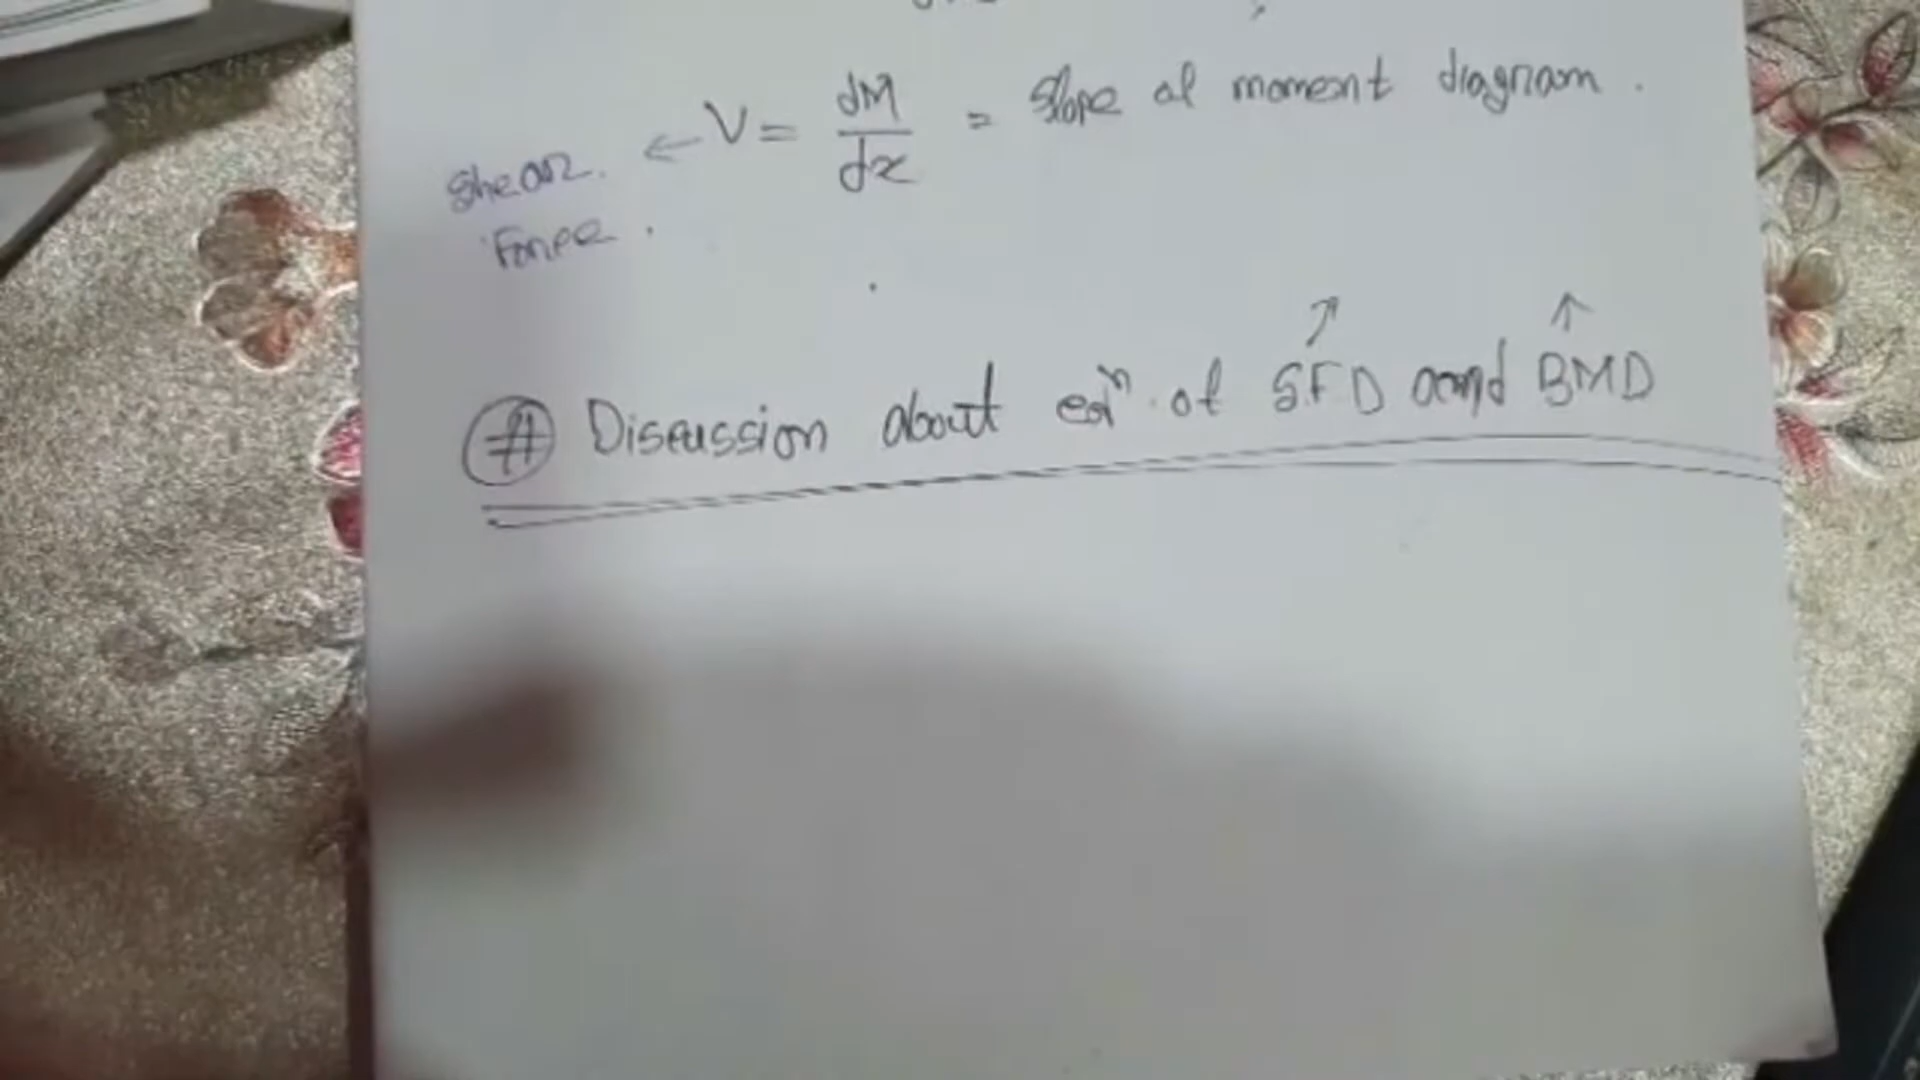 V = dM/dx = Slope of moment diagram.
Shear ←
Force.
# Discussion about eqⁿ. of S.F.D and BMD